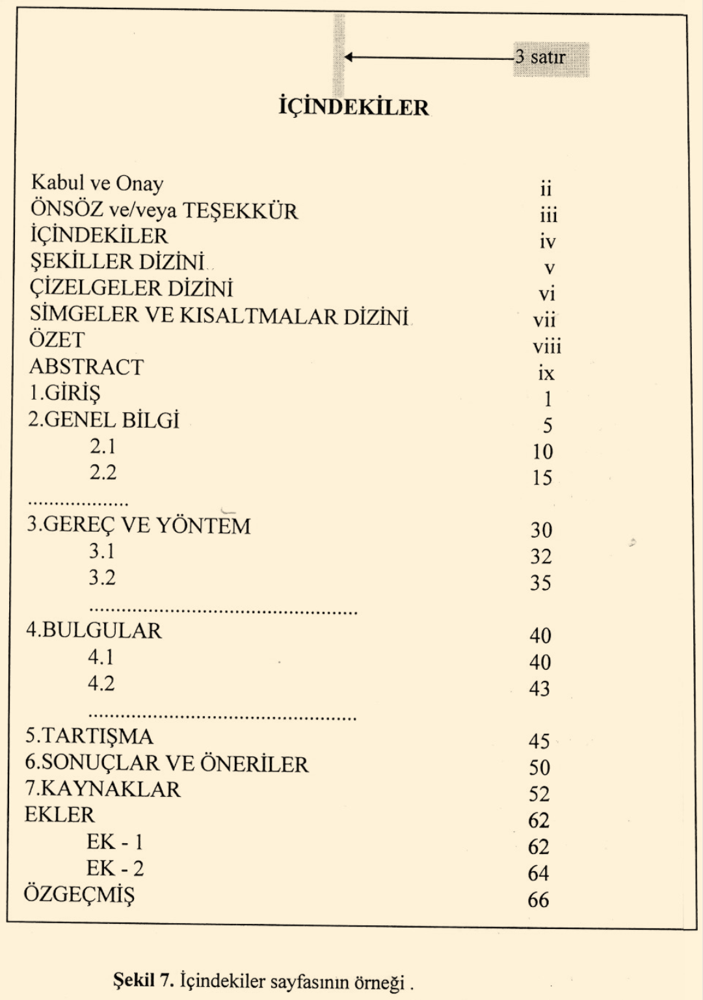 3 satır
İÇİNDEKİLER
Kabul ve Onay ii
ÖNSÖZ ve/veya TEŞEKKÜR iii
İÇİNDEKİLER iv
ŞEKİLLER DİZİNİ v
ÇİZELGELER DİZİNİ vi
SİMGELER VE KISALTMALAR DİZİNİ vii
ÖZET viii
ABSTRACT ix
1.GİRİŞ 1
2.GENEL BİLGİ 5
2.1 10
2.2 15
...................
3.GEREÇ VE YÖNTEM 30
3.1 32
3.2 35
..................................................
4.BULGULAR 40
4.1 40
4.2 43
..................................................
5.TARTIŞMA 45
6.SONUÇLAR VE ÖNERİLER 50
7.KAYNAKLAR 52
EKLER 62
EK - 1 62
EK - 2 64
ÖZGEÇMİŞ 66
Şekil 7. İçindekiler sayfasının örneği .